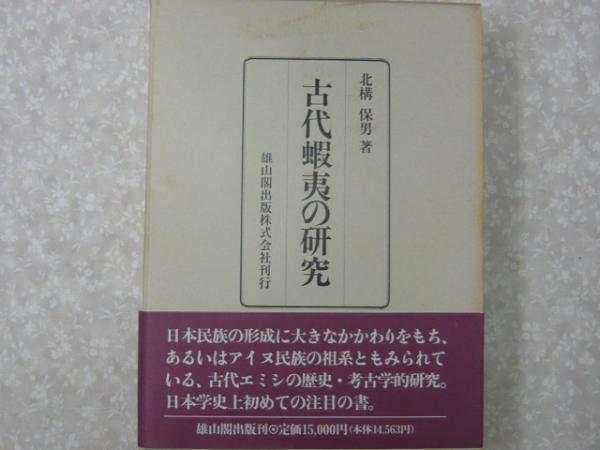 北構 保男 著
古代蝦夷の研究
雄山閣出版株式会社刊行
日本民族の形成に大きなかかわりをもち、
あるいはアイヌ民族の祖系ともみられて
いる、古代エミシの歴史・考古学的研究。
日本学史上初めての注目の書。
雄山閣出版刊⦿定価15,000円(本体14,563円)